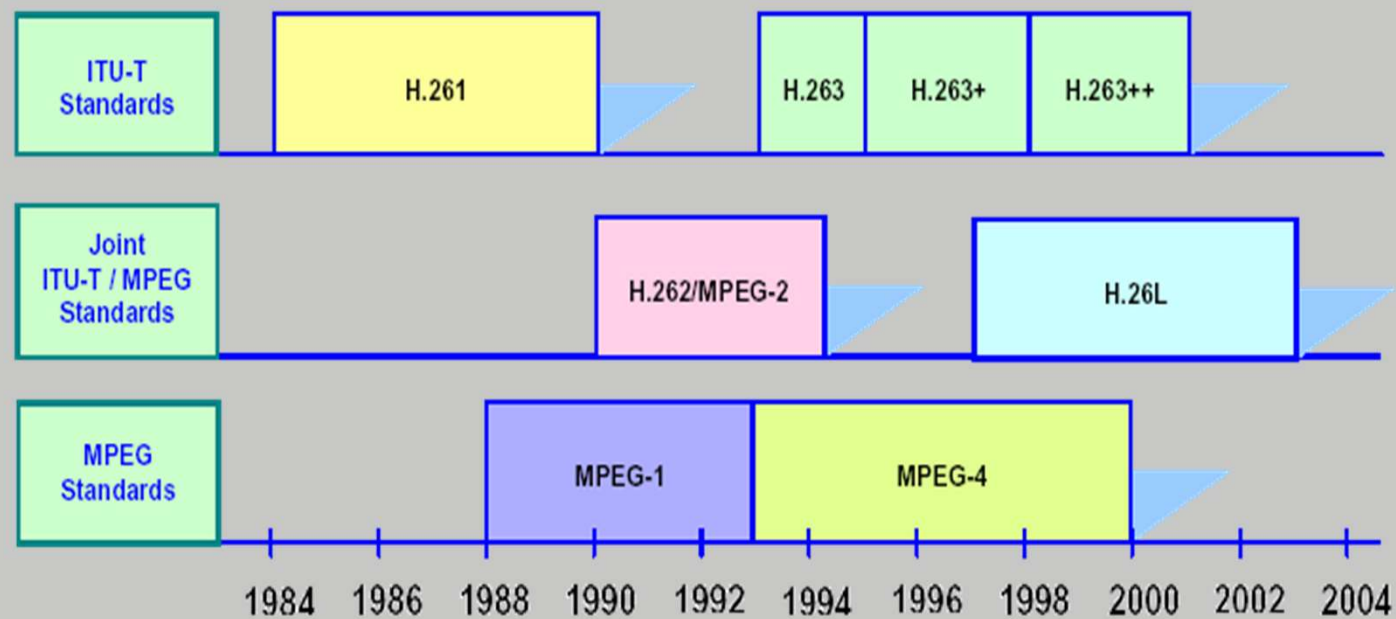 ITU-T
Standards
H.261
H.263
H.263+
H.263++
Joint
ITU-T / MPEG
Standards
H.262/MPEG-2
H.26L
MPEG
Standards
MPEG-1
MPEG-4
1984 1986 1988 1990 1992 1994 1996 1998 2000 2002 2004